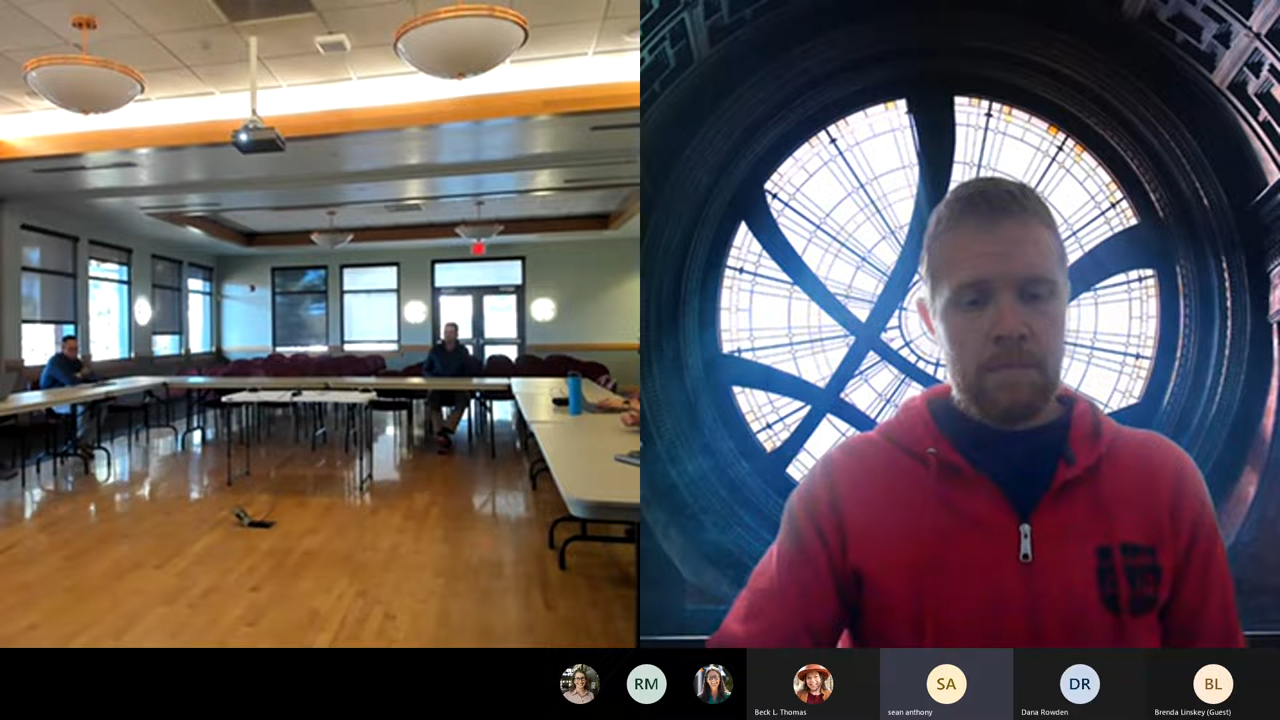 RM
SA
DR
BL
Beck L. Thomas
sean anthony
Dana Rowden
Brenda Linskey (Guest)